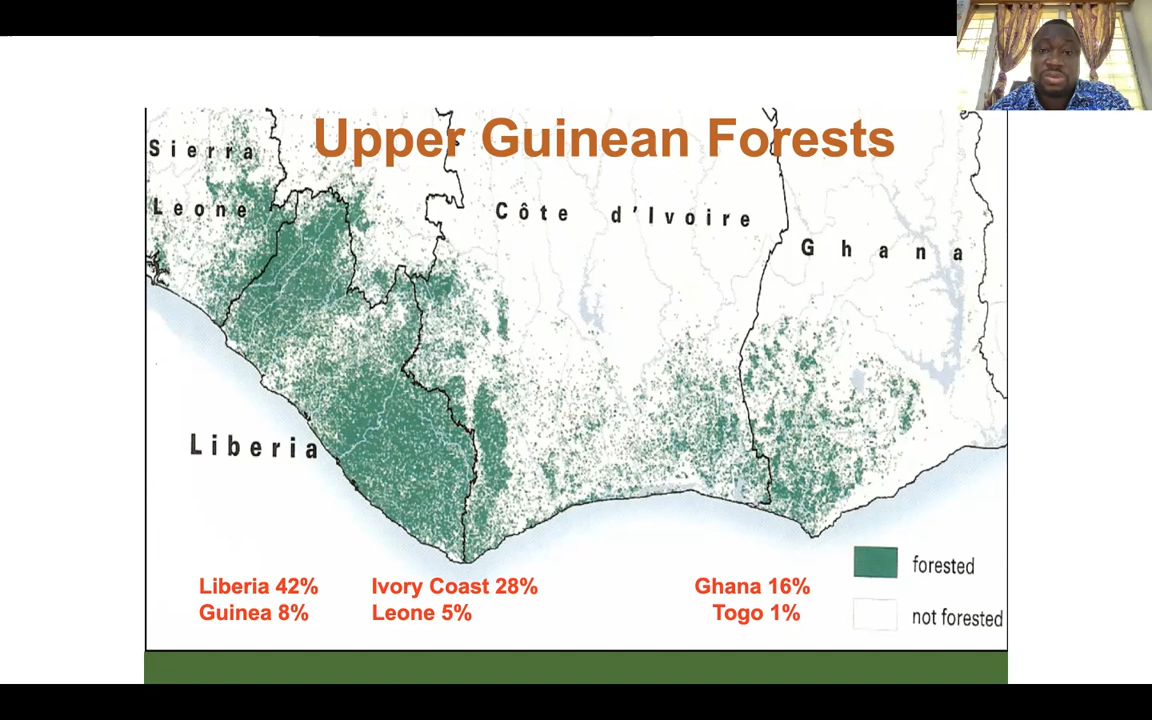 Upper Guinean Forests
Sierra
Leone
Côte d'Ivoire
Ghana
Liberia
forested
not forested
Liberia 42% Ivory Coast 28% Ghana 16%
Guinea 8% Leone 5% Togo 1%